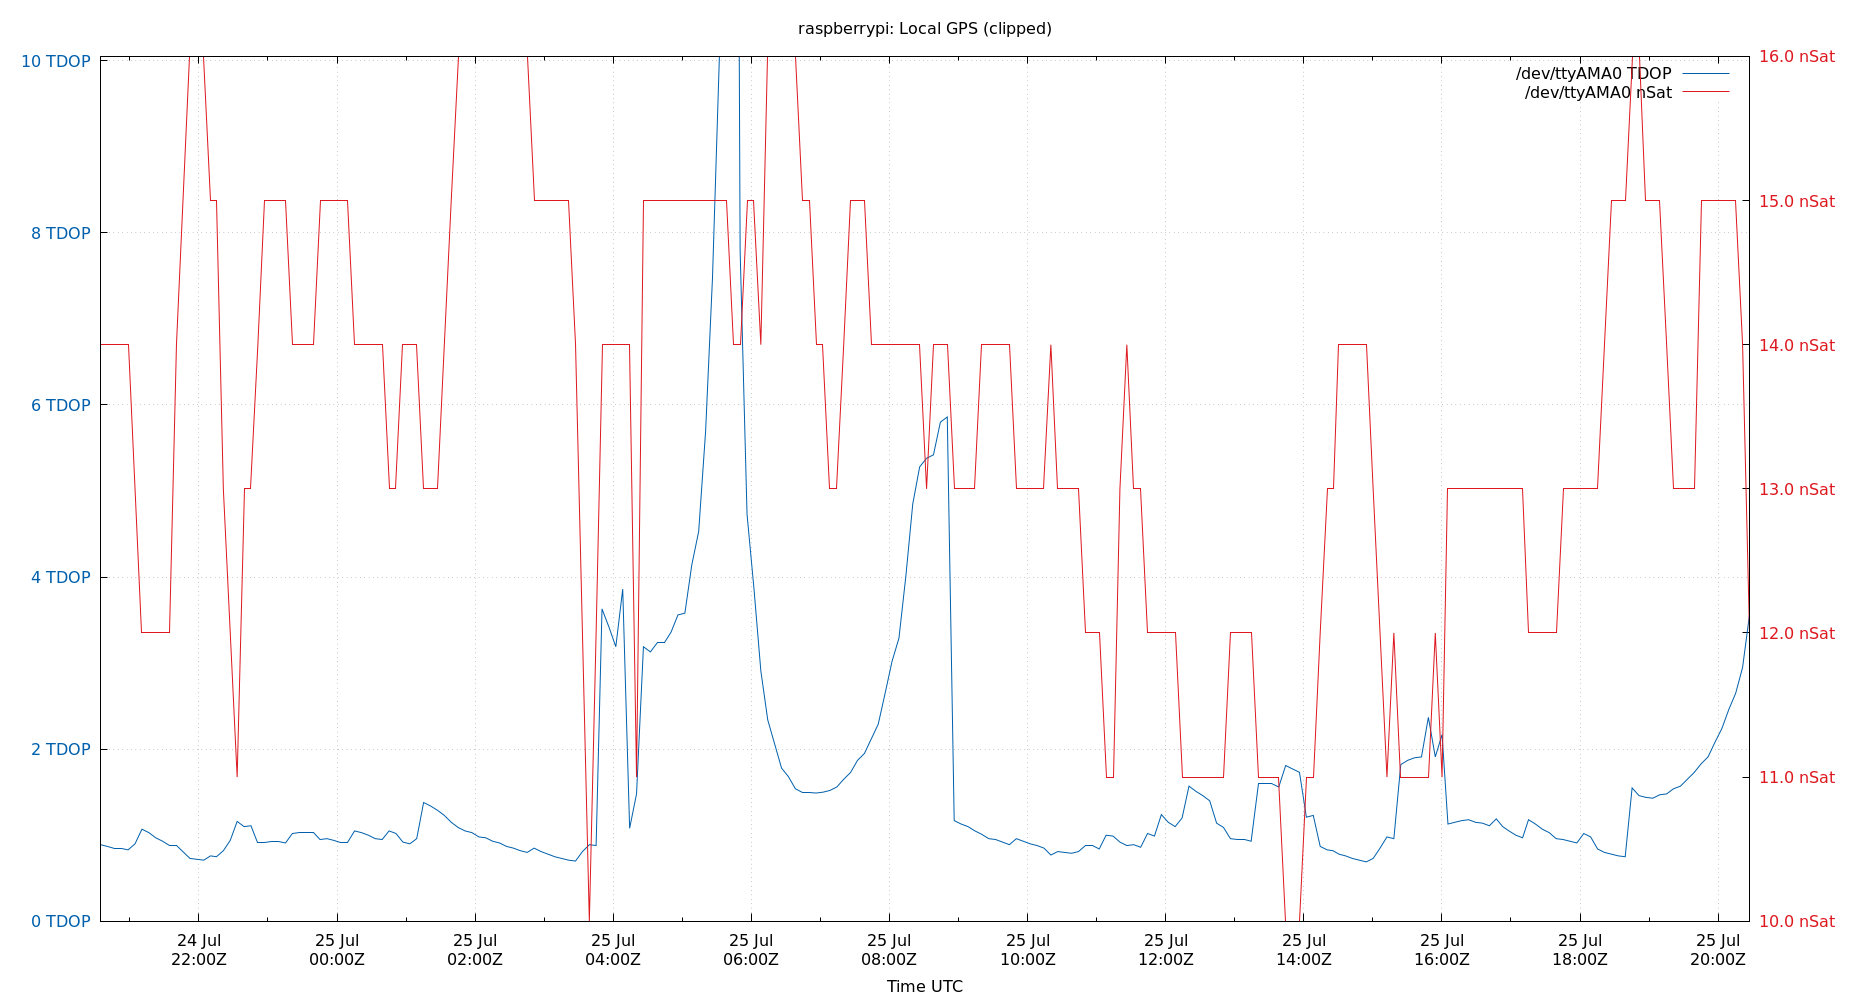 raspberrypi: Local GPS (clipped)
10 TDOP
8 TDOP
6 TDOP
4 TDOP
2 TDOP
0 TDOP
16.0 nSat
15.0 nSat
14.0 nSat
13.0 nSat
12.0 nSat
11.0 nSat
10.0 nSat
/dev/ttyAMA0 TDOP
/dev/ttyAMA0 nSat
24 Jul
22:00Z
25 Jul
00:00Z
25 Jul
02:00Z
25 Jul
04:00Z
25 Jul
06:00Z
25 Jul
08:00Z
25 Jul
10:00Z
25 Jul
12:00Z
25 Jul
14:00Z
25 Jul
16:00Z
25 Jul
18:00Z
25 Jul
20:00Z
Time UTC